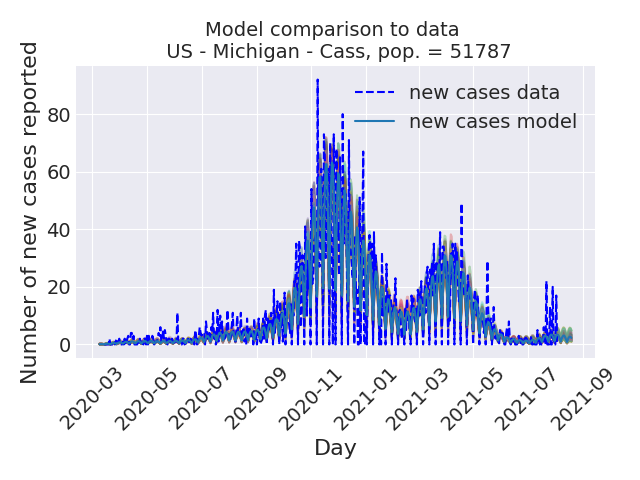 Model comparison to data
US - Michigan - Cass, pop. = 51787
Number of new cases reported
80
60
40
20
0
new cases data
new cases model
2020-03
2020-05
2020-07
2020-09
2020-11
2021-01
2021-03
2021-05
2021-07
2021-09
Day